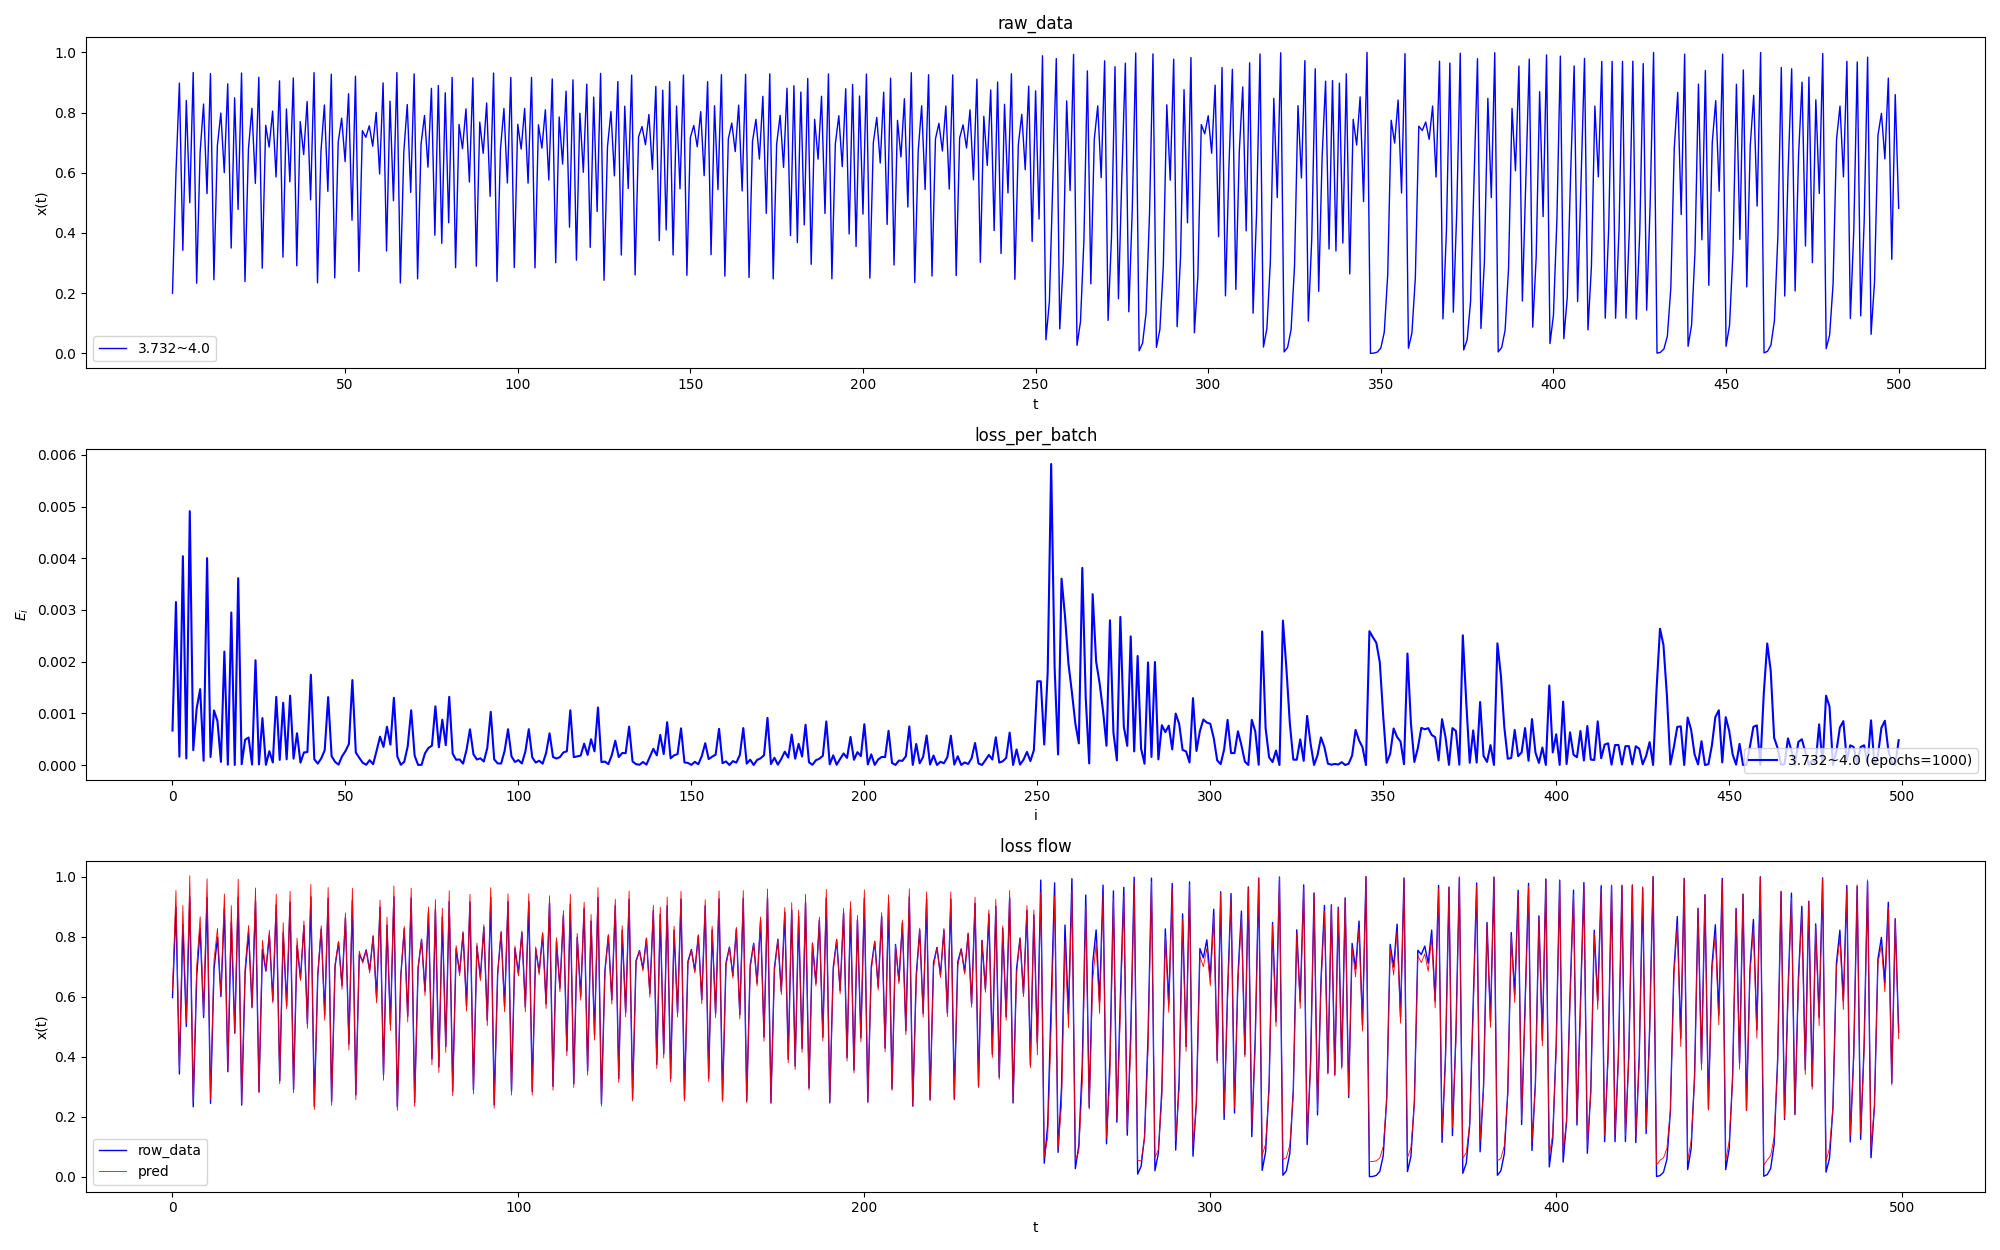 raw_data
1.0
0.8
0.6
0.4
0.2
0.0
x(t)
3.732~4.0
50 100 150 200 250 300 350 400 450 500
t
loss_per_batch
0.006
0.005
0.004
0.003
0.002
0.001
0.000
E_i
3.732~4.0 (epochs=1000)
0 50 100 150 200 250 300 350 400 450 500
i
loss flow
1.0
0.8
0.6
0.4
0.2
0.0
x(t)
row_data
pred
0 100 200 300 400 500
t